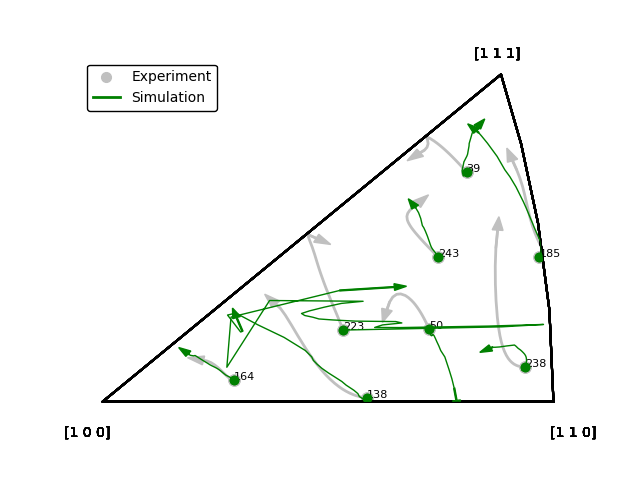 [1 1 1]
Experiment
Simulation
39
243
185
223
50
238
164
138
[1 0 0]
[1 1 0]